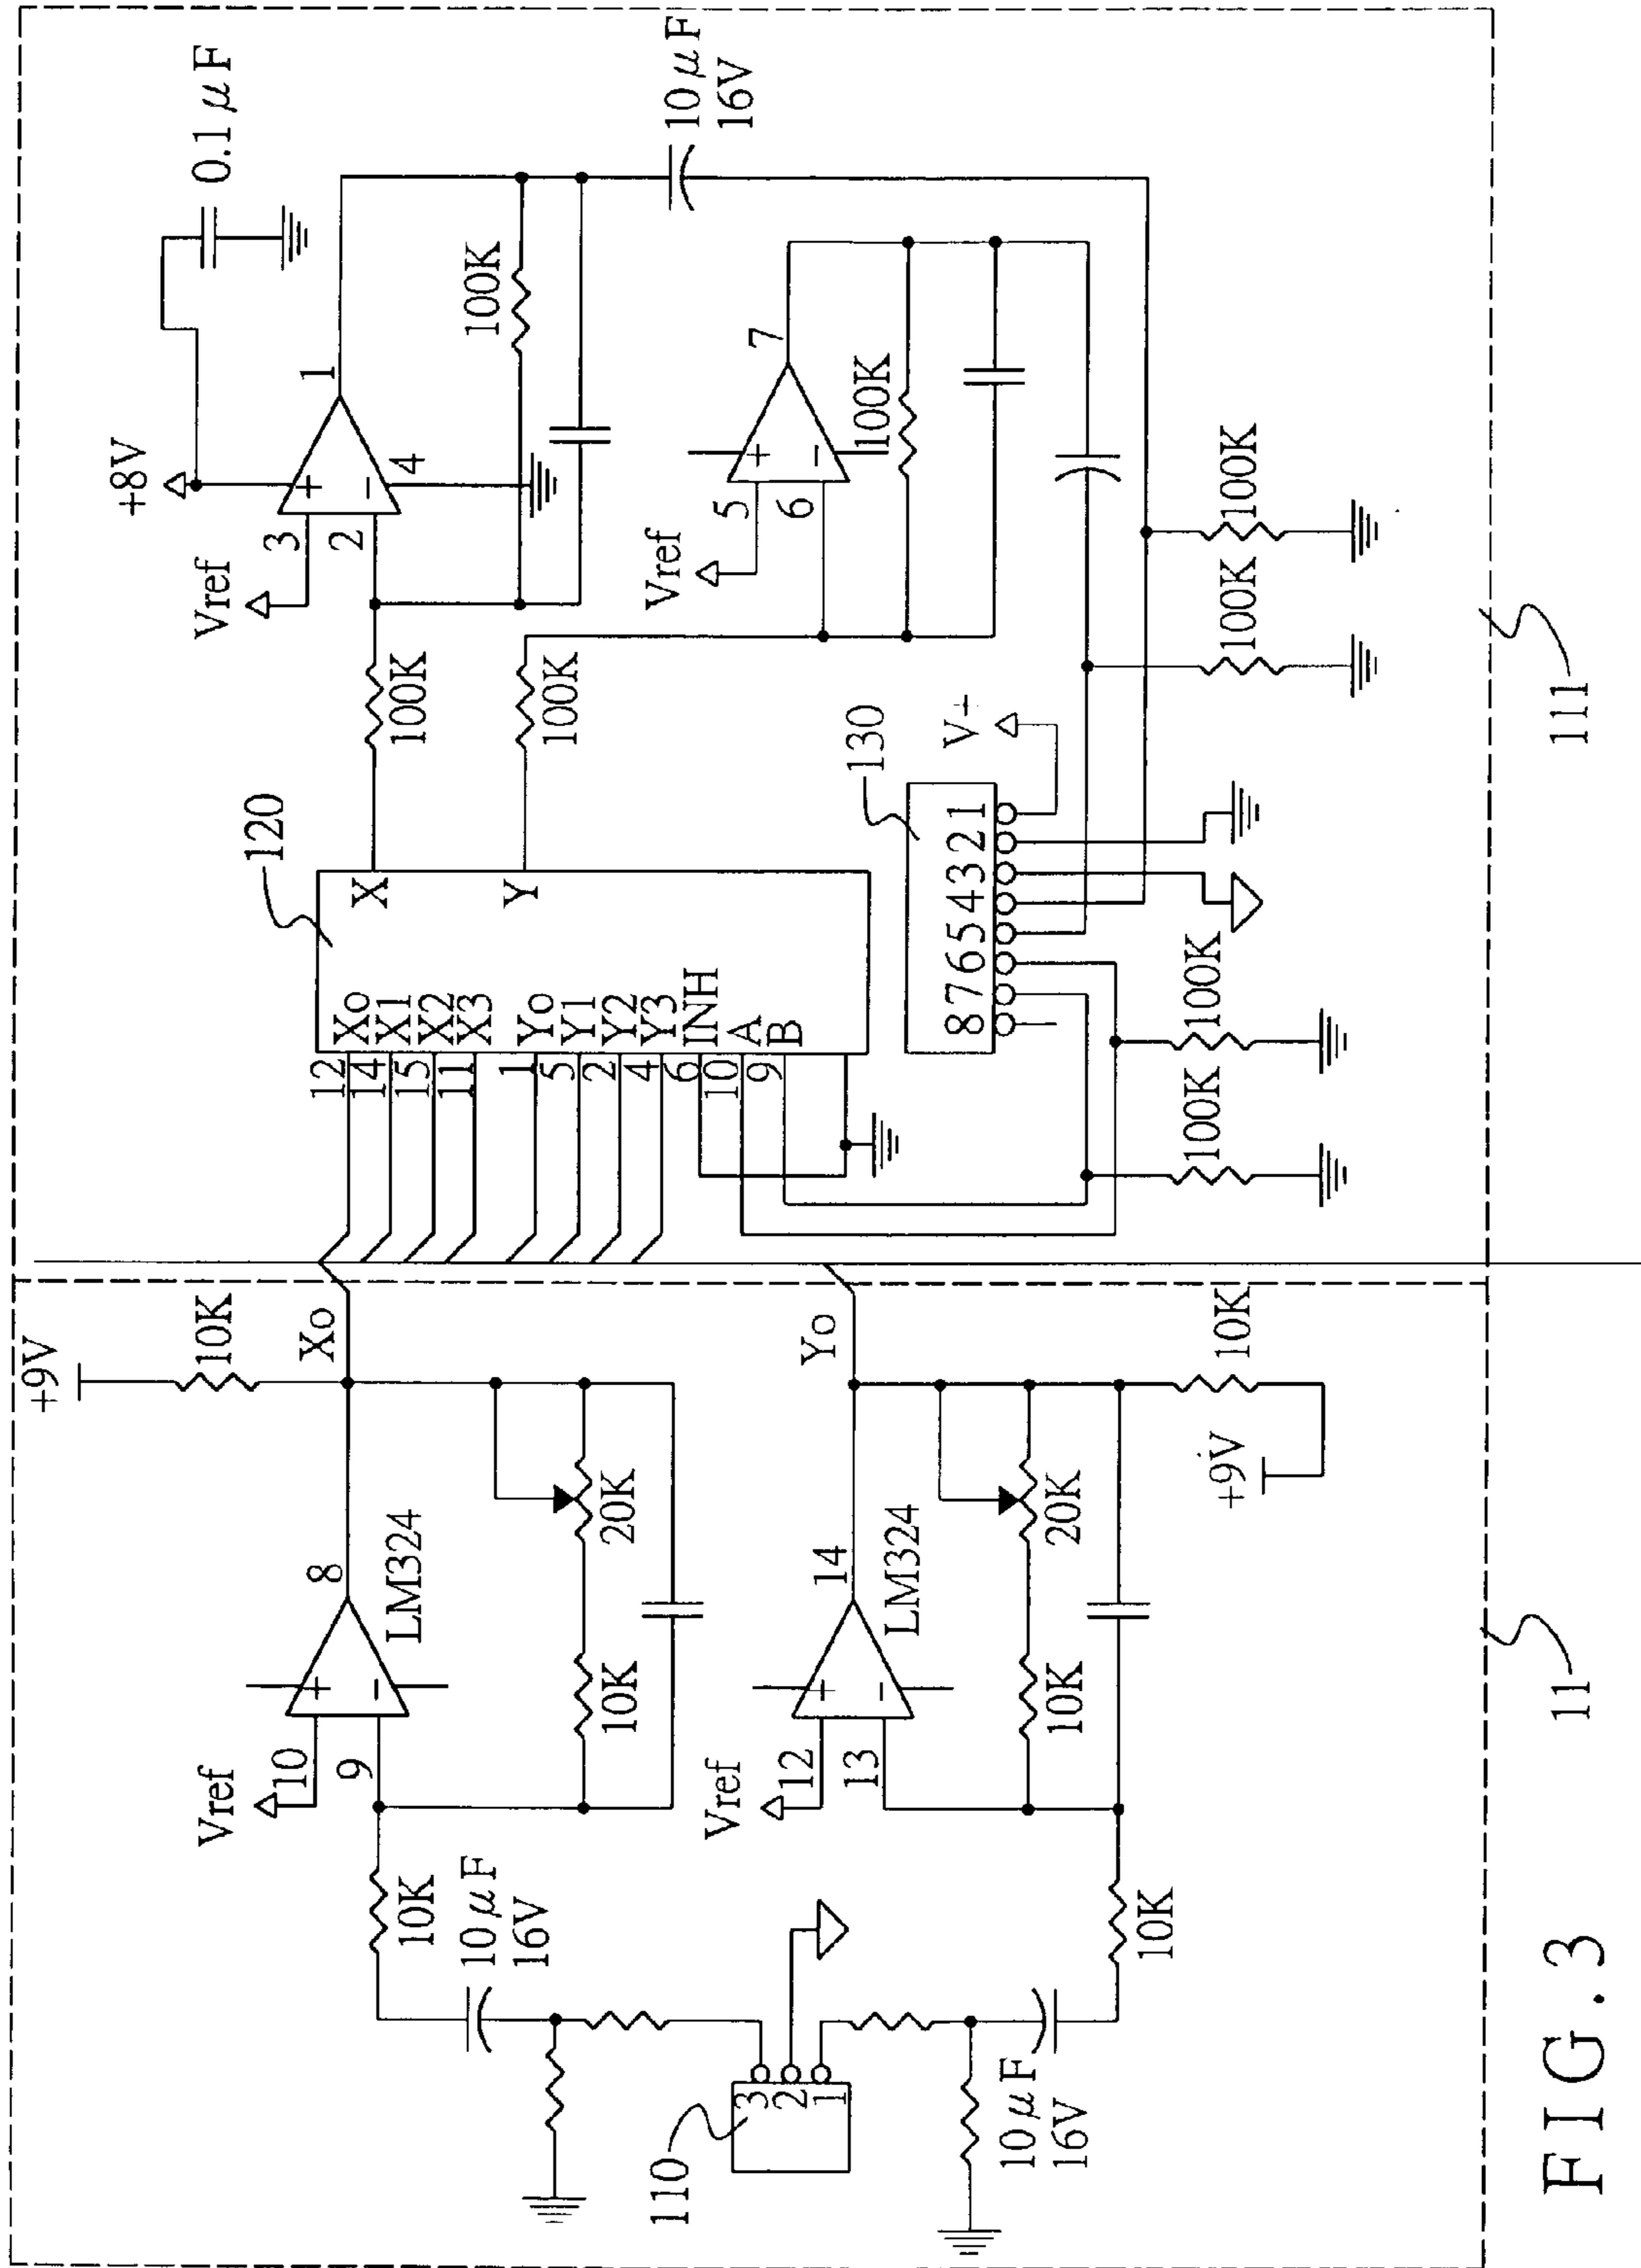 +9V
10K
Xo
Vref
10
9
8
LM324
10K
10K
20K
10µF
16V
110
3
2
1
Vref
12
13
14
LM324
10K
20K
Yo
10K
+9V
10µF
16V
10K
11
120
12
14
15
11
1
5
2
4
6
10
9
Xo
X1
X2
X3
Yo
Y1
Y2
Y3
INH
A
B
X
Y
100K
100K
Vref
3
2
+8V
1
4
0.1µF
100K
10µF
16V
Vref
5
6
7
100K
130
87654321
V+
100K
100K
100K
100K
111
FIG.3